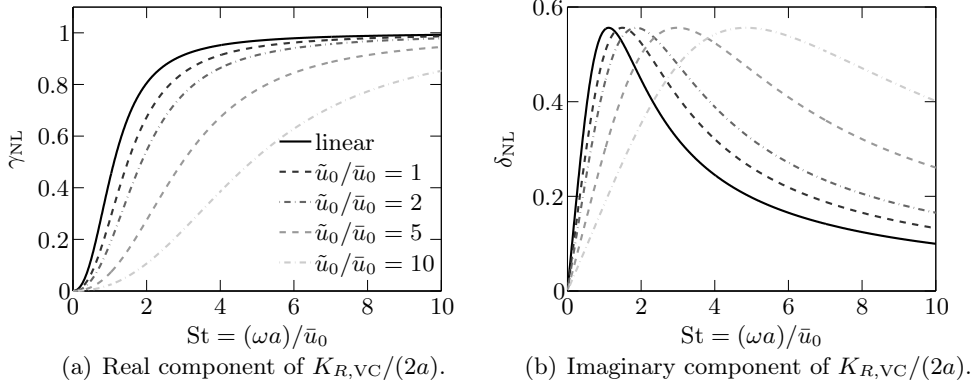 1
0.8
0.6
0.4
0.2
0
γNL
linear
ũ0/ū0 = 1
ũ0/ū0 = 2
ũ0/ū0 = 5
ũ0/ū0 = 10
0 2 4 6 8 10
St = (ωa)/ū0
(a) Real component of KR,VC/(2a).
0.6
0.4
0.2
0
δNL
0 2 4 6 8 10
St = (ωa)/ū0
(b) Imaginary component of KR,VC/(2a).